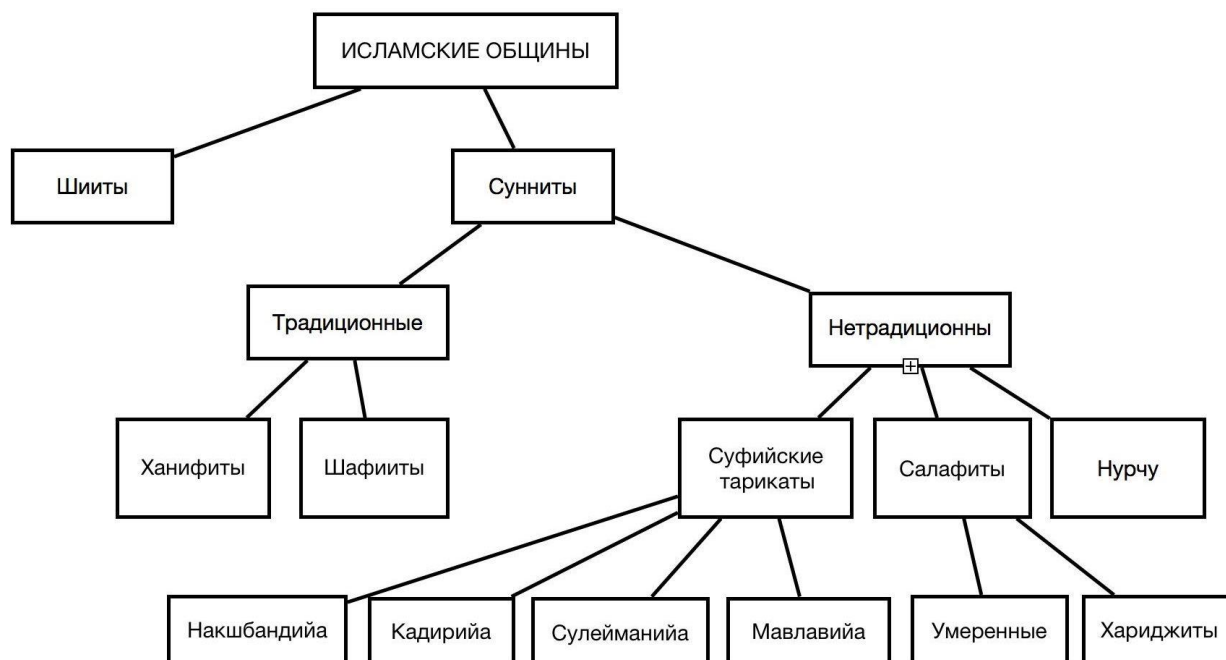 ИСЛАМСКИЕ ОБЩИНЫ
Шииты
Сунниты
Традиционные
Нетрадиционны
Ханифиты
Шафииты
Суфийские
тарикаты
Салафиты
Нурчу
Накшбандийа
Кадирийа
Сулейманийа
Мавлавийа
Умеренные
Хариджиты